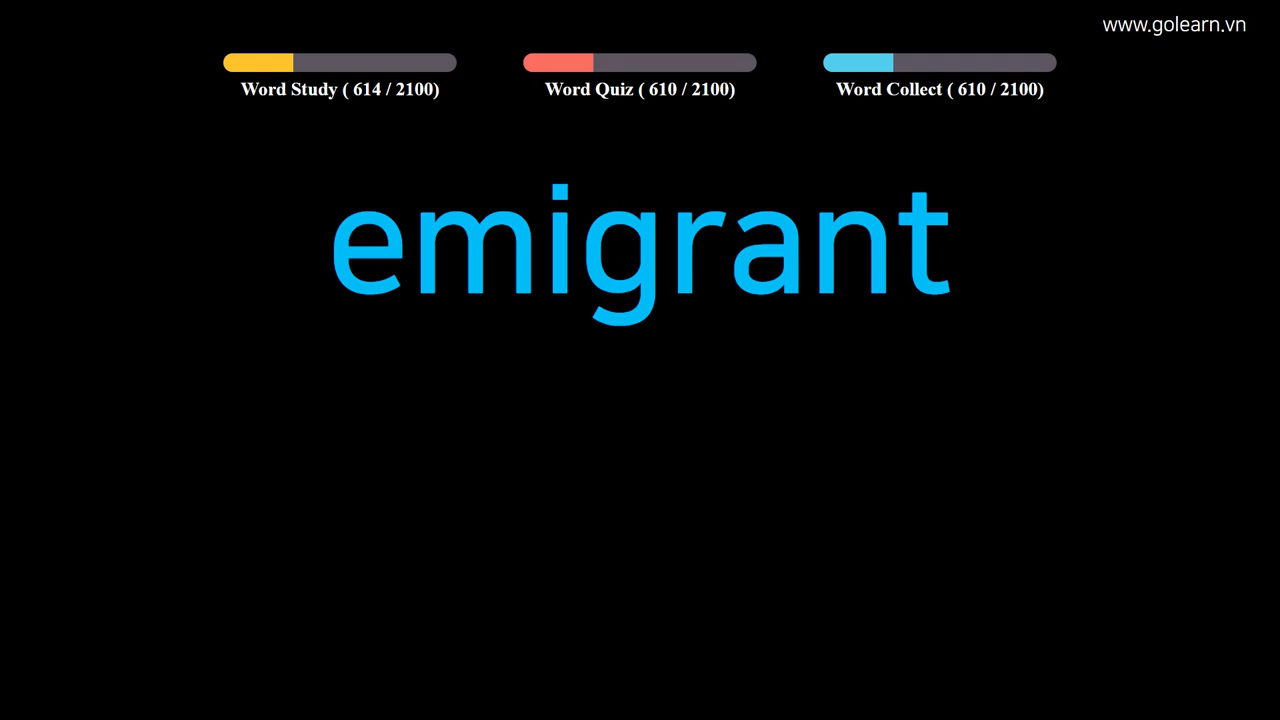 www.golearn.vn
Word Study ( 614 / 2100)
Word Quiz ( 610 / 2100)
Word Collect ( 610 / 2100)
emigrant